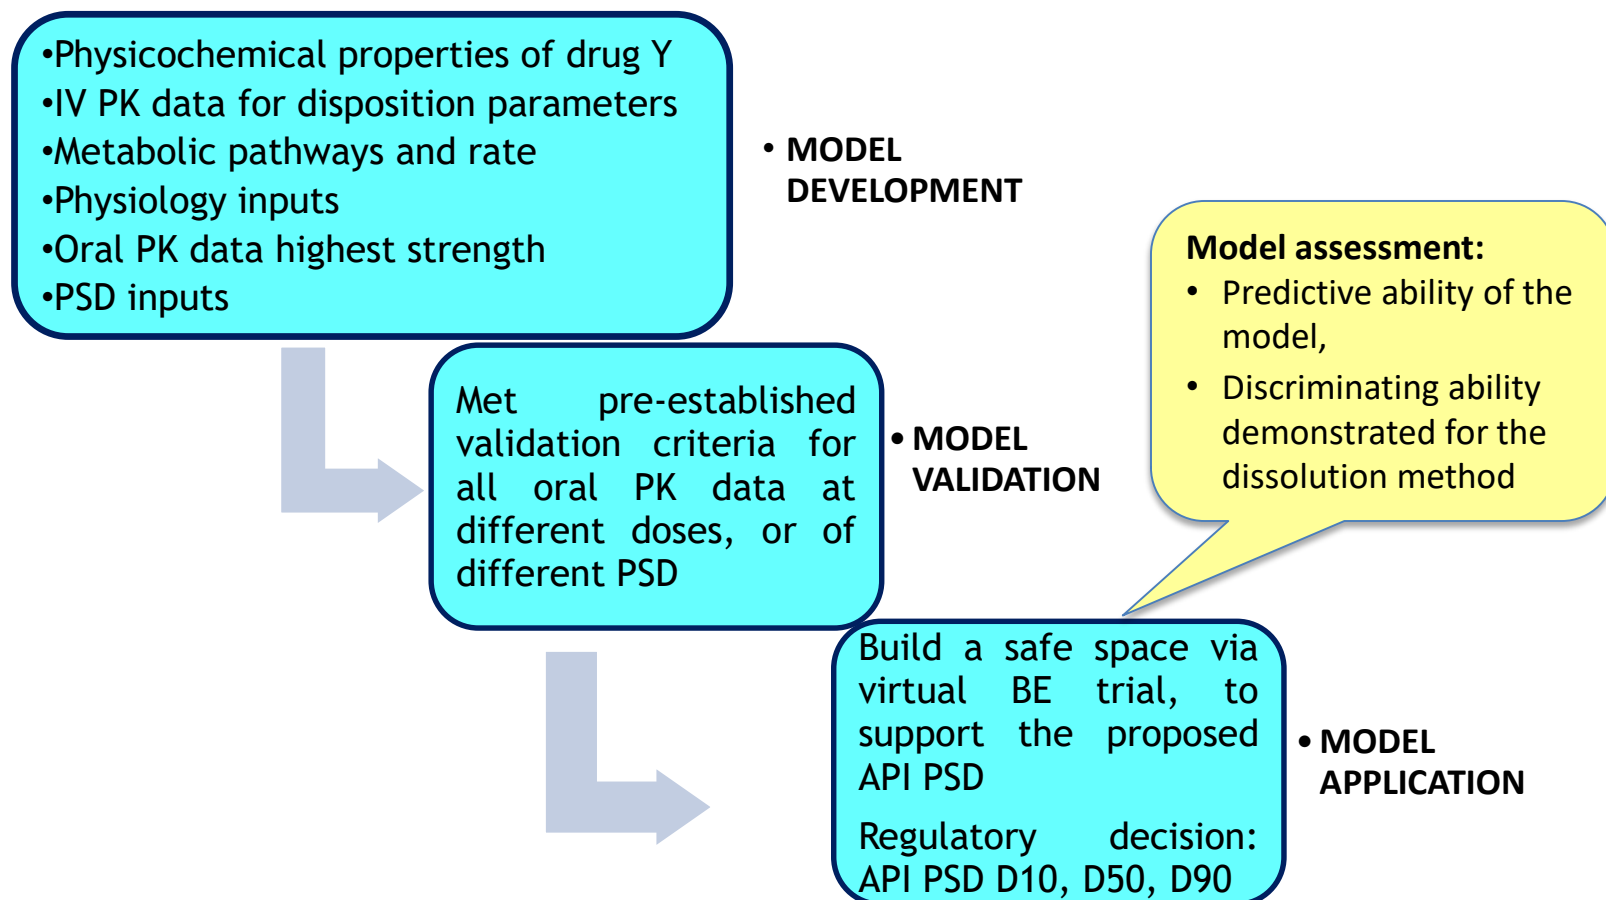 •Physicochemical properties of drug Y
•IV PK data for disposition parameters
•Metabolic pathways and rate
•Physiology inputs
•Oral PK data highest strength
•PSD inputs
• MODEL
DEVELOPMENT
Met pre-established
validation criteria for
all oral PK data at
different doses, or of
different PSD
• MODEL
VALIDATION
Model assessment:
• Predictive ability of the
model,
• Discriminating ability
demonstrated for the
dissolution method
Build a safe space via
virtual BE trial, to
support the proposed
API PSD
Regulatory decision:
API PSD D10, D50, D90
• MODEL
APPLICATION